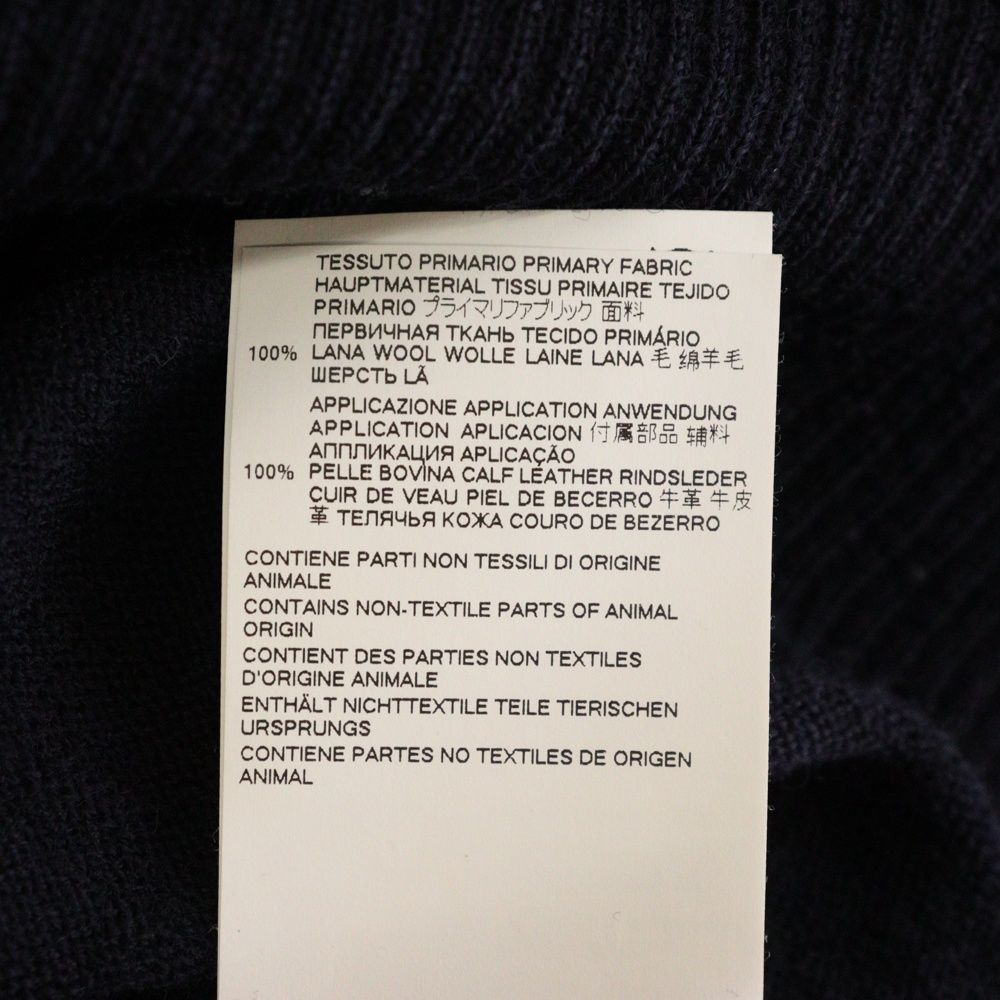 TESSUTO PRIMARIO PRIMARY FABRIC
HAUPTMATERIAL TISSU PRIMAIRE TEJIDO
PRIMARIO プライマリファブリック 面料
ПЕРВИЧНАЯ ТКАНЬ TECIDO PRIMÁRIO
100% LANA WOOL WOLLE LAINE LANA 毛 绵羊毛
ШЕРСТЬ LÃ
APPLICAZIONE APPLICATION ANWENDUNG
APPLICATION APLICACION 付属部品 辅料
АППЛИКАЦИЯ APLICAÇÃO
100% PELLE BOVINA CALF LEATHER RINDSLEDER
CUIR DE VEAU PIEL DE BECERRO 牛革 牛皮
革 ТЕЛЯЧЬЯ КОЖА COURO DE BEZERRO
CONTIENE PARTI NON TESSILI DI ORIGINE
ANIMALE
CONTAINS NON-TEXTILE PARTS OF ANIMAL
ORIGIN
CONTIENT DES PARTIES NON TEXTILES
D'ORIGINE ANIMALE
ENTHÄLT NICHTTEXTILE TEILE TIERISCHEN
URSPRUNGS
CONTIENE PARTES NO TEXTILES DE ORIGEN
ANIMAL